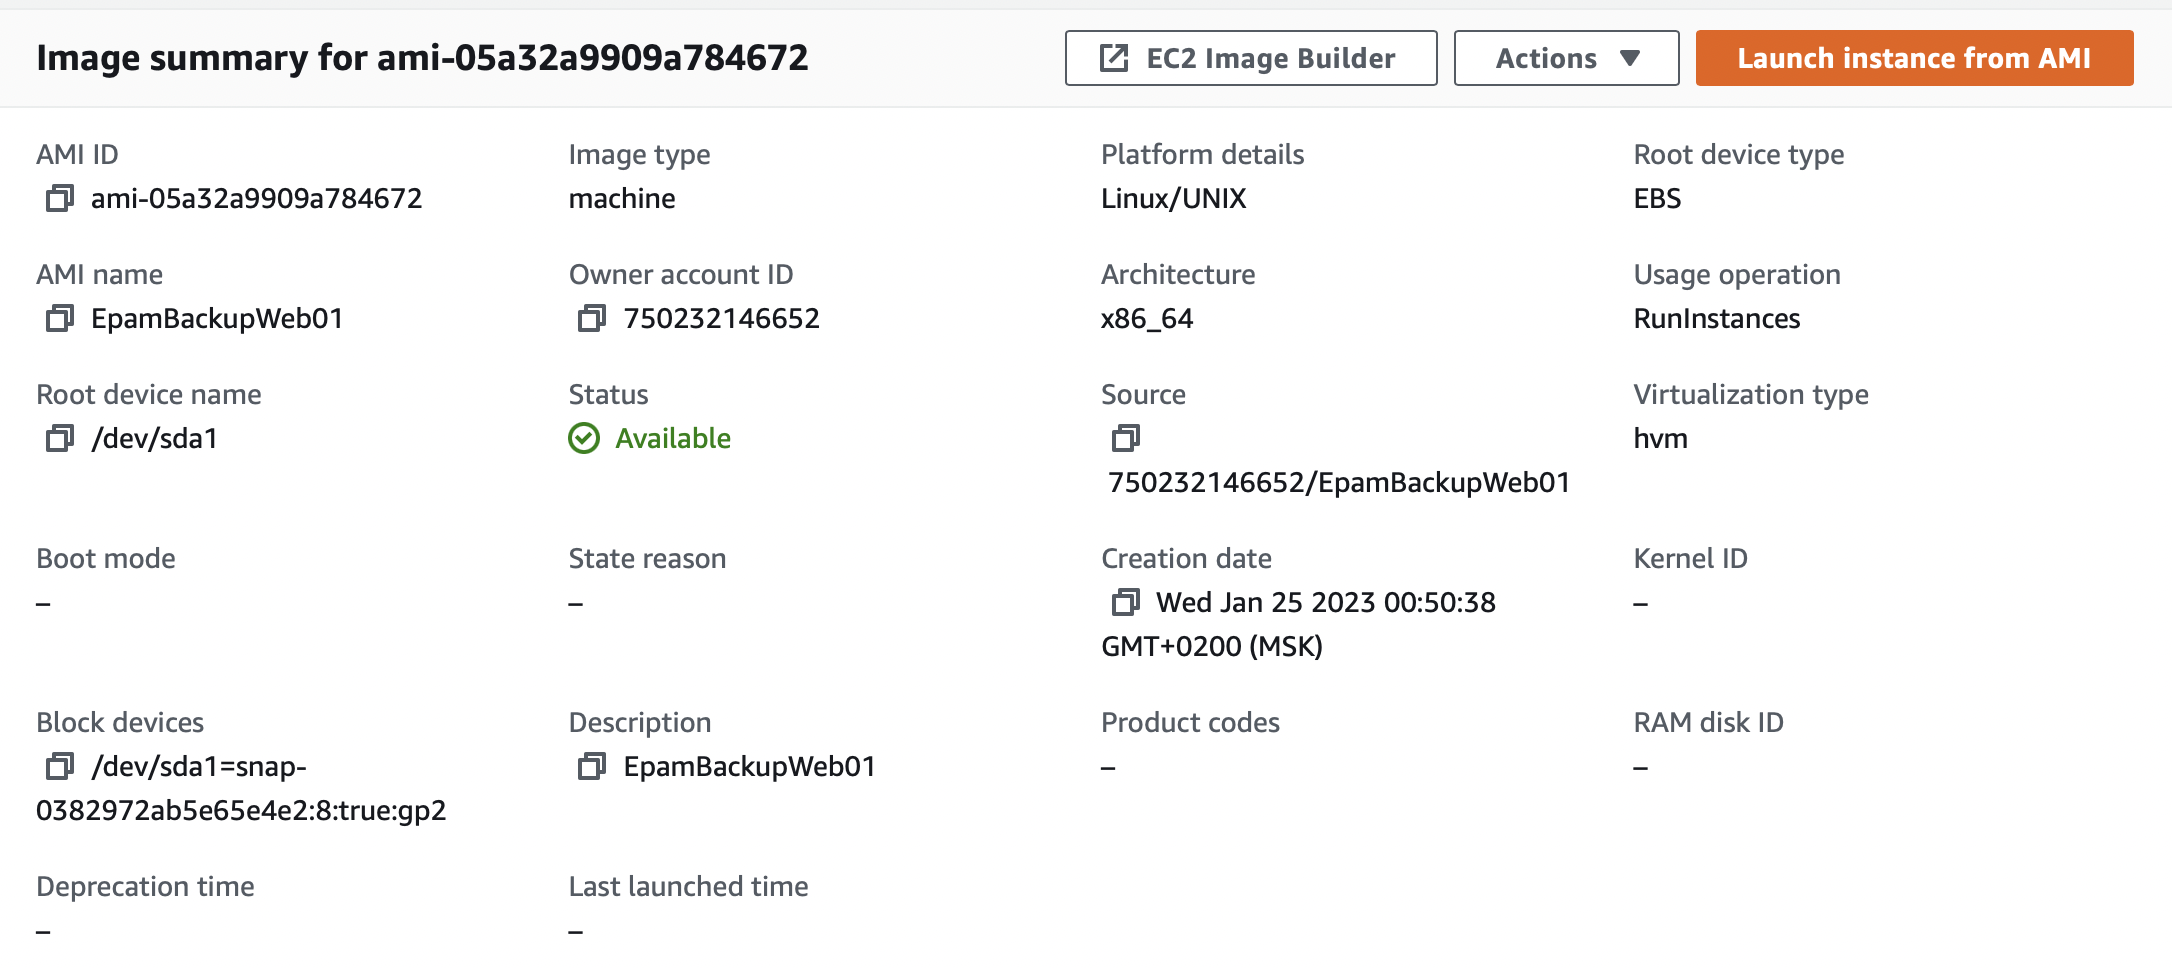 Image summary for ami-05a32a9909a784672
EC2 Image Builder
Actions
Launch instance from AMI
AMI ID
ami-05a32a9909a784672
Image type
machine
Platform details
Linux/UNIX
Root device type
EBS
AMI name
EpamBackupWeb01
Owner account ID
750232146652
Architecture
x86_64
Usage operation
RunInstances
Root device name
/dev/sda1
Status
Available
Source
750232146652/EpamBackupWeb01
Virtualization type
hvm
Boot mode
–
State reason
–
Creation date
Wed Jan 25 2023 00:50:38
GMT+0200 (MSK)
Kernel ID
–
Block devices
/dev/sda1=snap-
0382972ab5e65e4e2:8:true:gp2
Description
EpamBackupWeb01
Product codes
–
RAM disk ID
–
Deprecation time
–
Last launched time
–